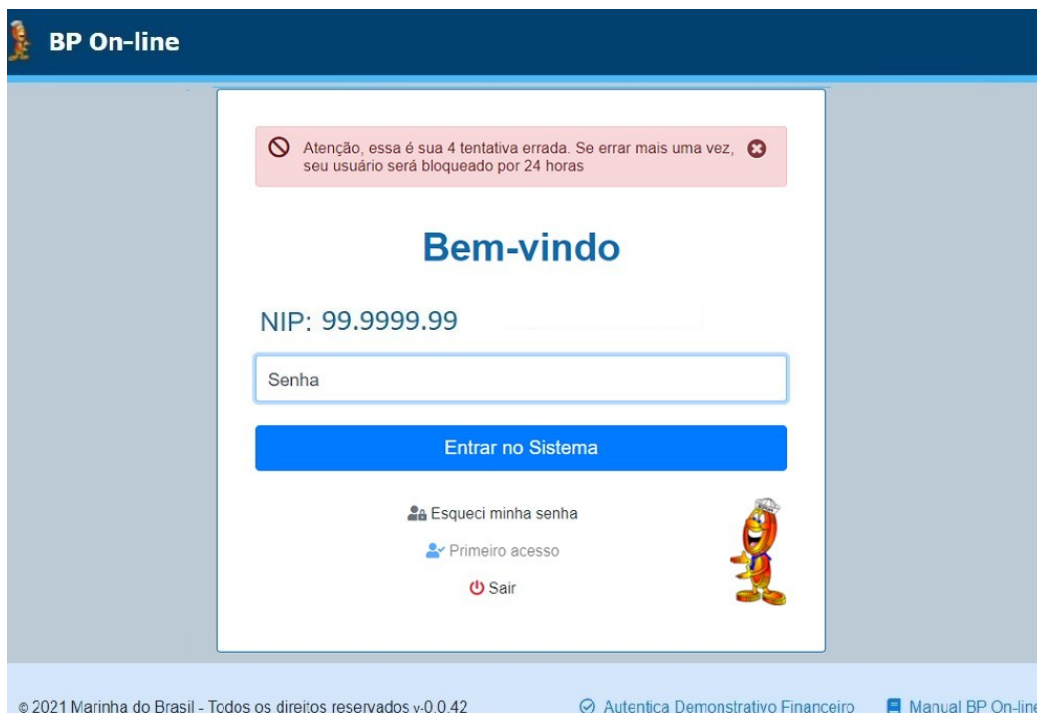 BP On-line
Atenção, essa é sua 4 tentativa errada. Se errar mais uma vez,
seu usuário será bloqueado por 24 horas
Bem-vindo
NIP: 99.9999.99
Senha
Entrar no Sistema
Esqueci minha senha
Primeiro acesso
Sair
© 2021 Marinha do Brasil - Todos os direitos reservados v-0.0.42
Autentica Demonstrativo Financeiro
Manual BP On-line